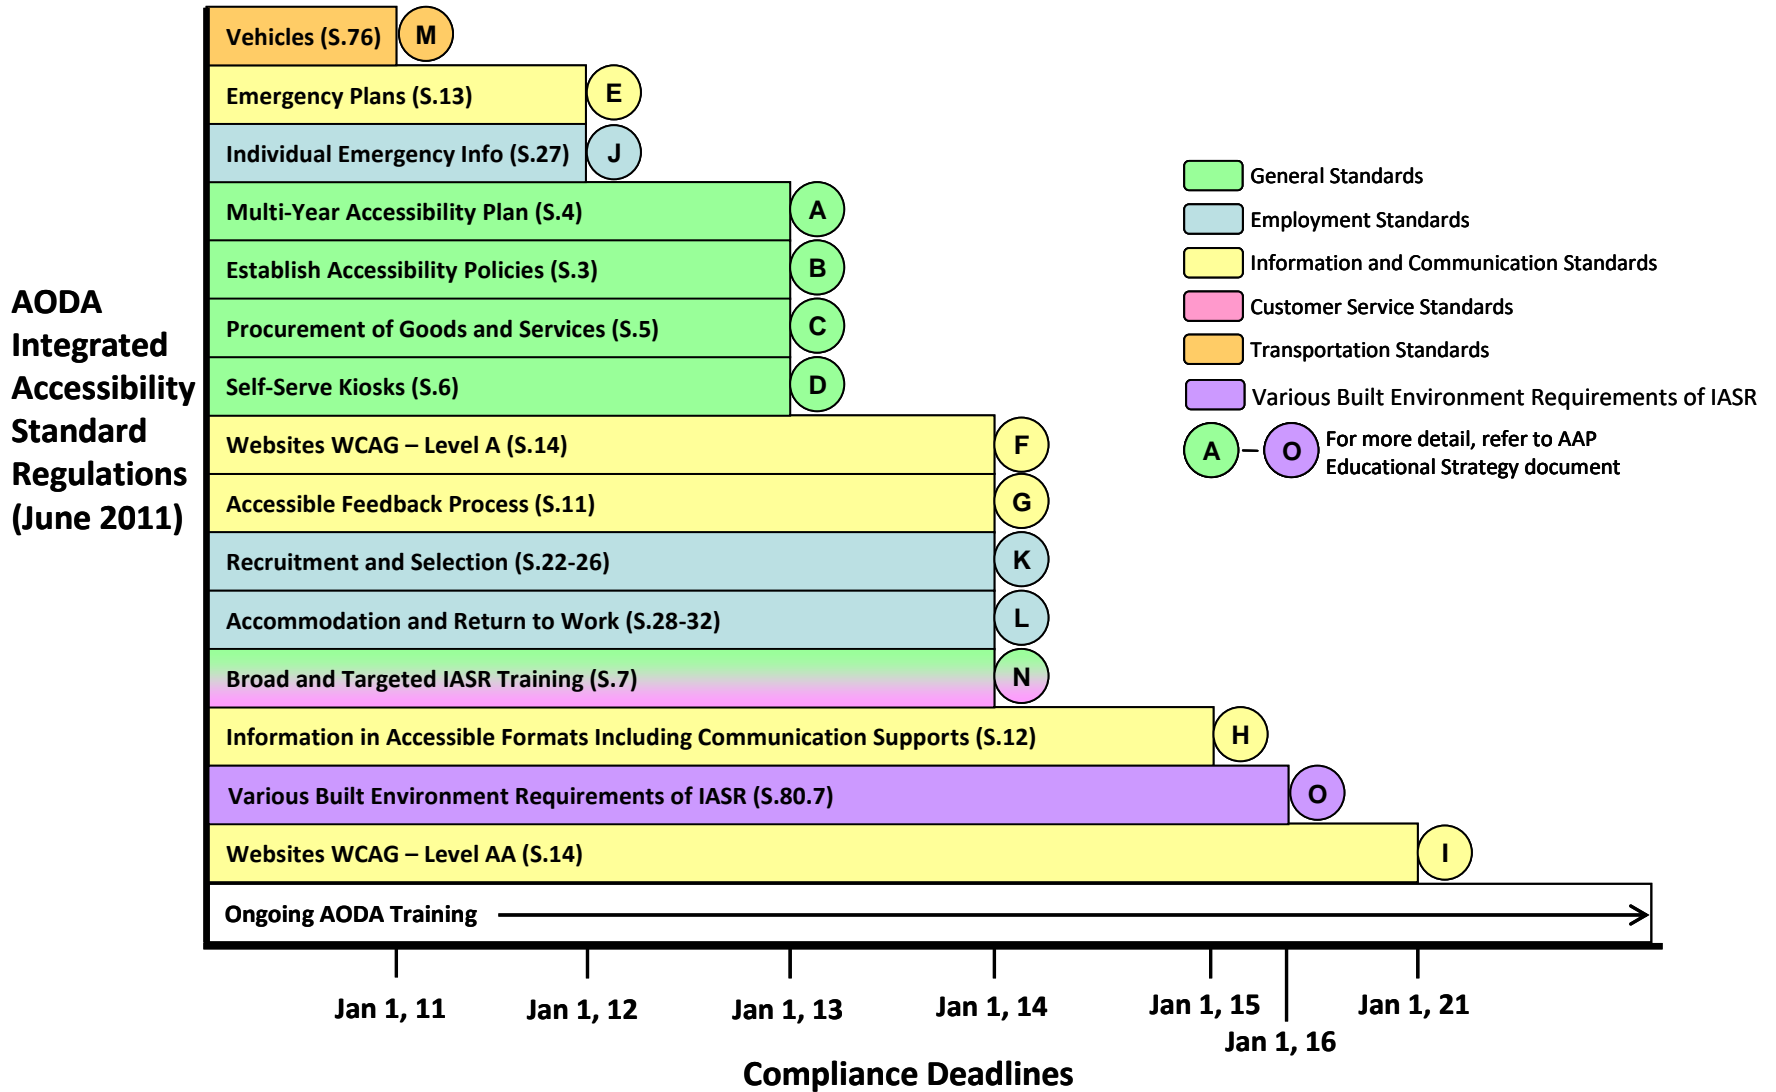 Vehicles (S.76)
M
Emergency Plans (S.13)
E
Individual Emergency Info (S.27)
J
Multi-Year Accessibility Plan (S.4)
A
Establish Accessibility Policies (S.3)
B
Procurement of Goods and Services (S.5)
C
Self-Serve Kiosks (S.6)
D
Websites WCAG – Level A (S.14)
F
Accessible Feedback Process (S.11)
G
Recruitment and Selection (S.22-26)
K
Accommodation and Return to Work (S.28-32)
L
Broad and Targeted IASR Training (S.7)
N
Information in Accessible Formats Including Communication Supports (S.12)
H
Various Built Environment Requirements of IASR (S.80.7)
O
Websites WCAG – Level AA (S.14)
I
Ongoing AODA Training
AODA
Integrated
Accessibility
Standard
Regulations
(June 2011)
General Standards
Employment Standards
Information and Communication Standards
Customer Service Standards
Transportation Standards
Various Built Environment Requirements of IASR
A – O
For more detail, refer to AAP
Educational Strategy document
Jan 1, 11
Jan 1, 12
Jan 1, 13
Jan 1, 14
Jan 1, 15
Jan 1, 16
Jan 1, 21
Compliance Deadlines